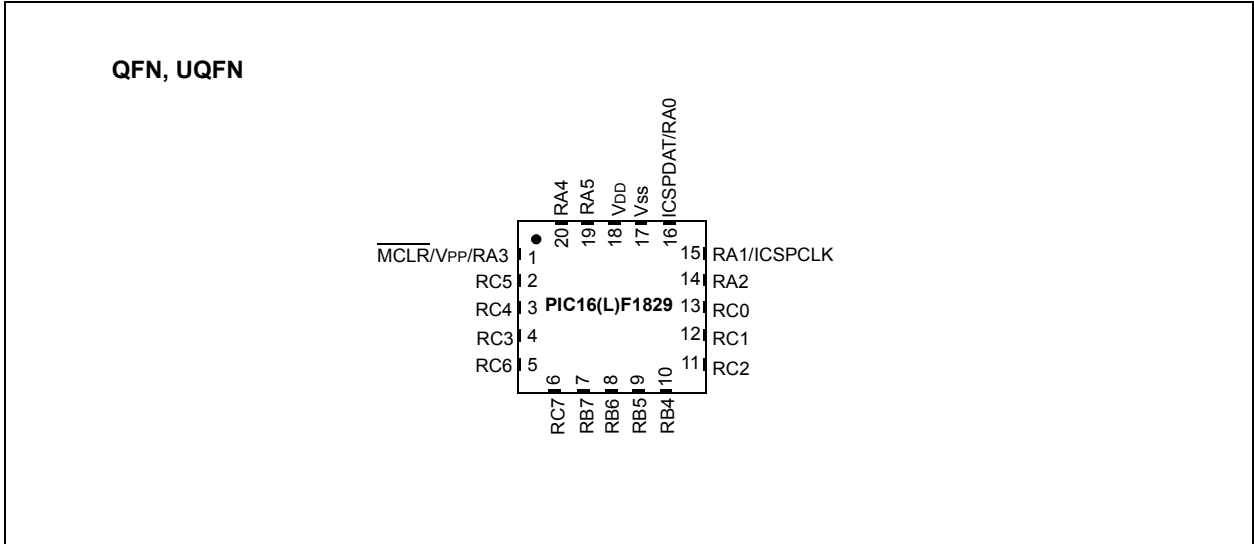 QFN, UQFN
20 RA4
19 RA5
18 VDD
17 Vss
16 ICSPDAT/RA0
MCLR/VPP/RA3 1
RC5 2
RC4 3
RC3 4
RC6 5
PIC16(L)F1829
15 RA1/ICSPCLK
14 RA2
13 RC0
12 RC1
11 RC2
RC7 6
RB7 7
RB6 8
RB5 9
RB4 10